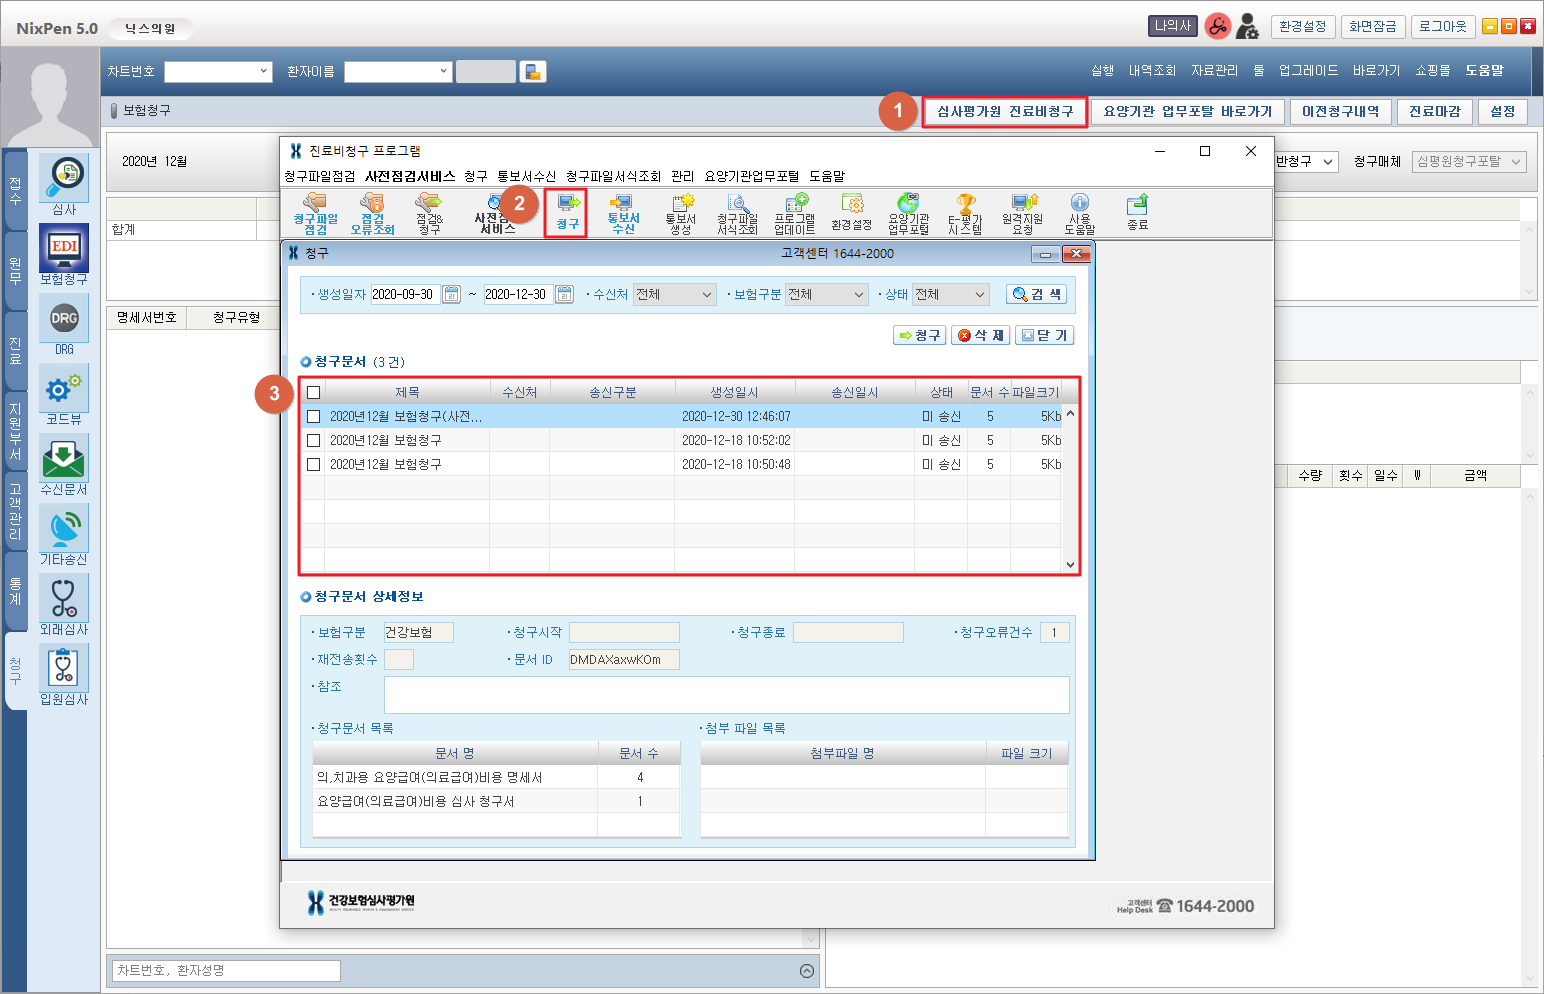 NixPen 5.0 닉스의원 나의사 환경설정 화면잠금 로그아웃
차트번호 환자이름 실행 내역조회 자료관리 툴 업그레이드 바로가기 쇼핑몰 도움말
보험청구 1 심사평가원 진료비청구 요양기관 업무포탈 바로가기 이전청구내역 진료마감 설정
2020년 12월 반청구 청구매체 심평원청구포탈
합계
명세서번호 청구유형
수량 횟수 일수 W 금액
접수
원무
진료
지원부서
고객관리
통계
청구
심사
EDI
보험청구
DRG
DRG
코드뷰
수신문서
기타송신
외래심사
입원심사
진료비청구 프로그램
청구파일점검 사전점검서비스 청구 통보서수신 청구파일서식조회 관리 요양기관업무포털 도움말
청구파일 점검
점검 오류조회
점검& 청구
사전점 서비스
2
청구
통보서 수신
통보서 생성
청구파일 서식조회
프로그램 업데이트
환경설정
요양기관 업무포탈
E-평가 시스템
원격지원 요청
사용 도움말
종료
청구 고객센터 1644-2000
·생성일자 2020-09-30 ~ 2020-12-30 ·수신처 전체 ·보험구분 전체 ·상태 전체 검 색
청구 삭 제 닫 기
청구문서 (3 건)
3 제목 수신처 송신구분 생성일시 송신일시 상태 문서 수 파일크기
2020년12월 보험청구(사전,... 2020-12-30 12:46:07 미 송신 5 5Kb
2020년12월 보험청구 2020-12-18 10:52:02 미 송신 5 5Kb
2020년12월 보험청구 2020-12-18 10:50:48 미 송신 5 5Kb
청구문서 상세정보
·보험구분 건강보험 ·청구시작 ·청구종료 ·청구오류건수 1
·재전송횟수 ·문서 ID DMDAXaxwKOm
·참조
·청구문서 목록 ·첨부 파일 목록
문서 명 문서 수 첨부파일 명 파일 크기
의,치과용 요양급여(의료급여)비용 명세서 4
요양급여(의료급여)비용 심사 청구서 1
건강보험심사평가원
고객센터 Help Desk 1644-2000
차트번호, 환자성명